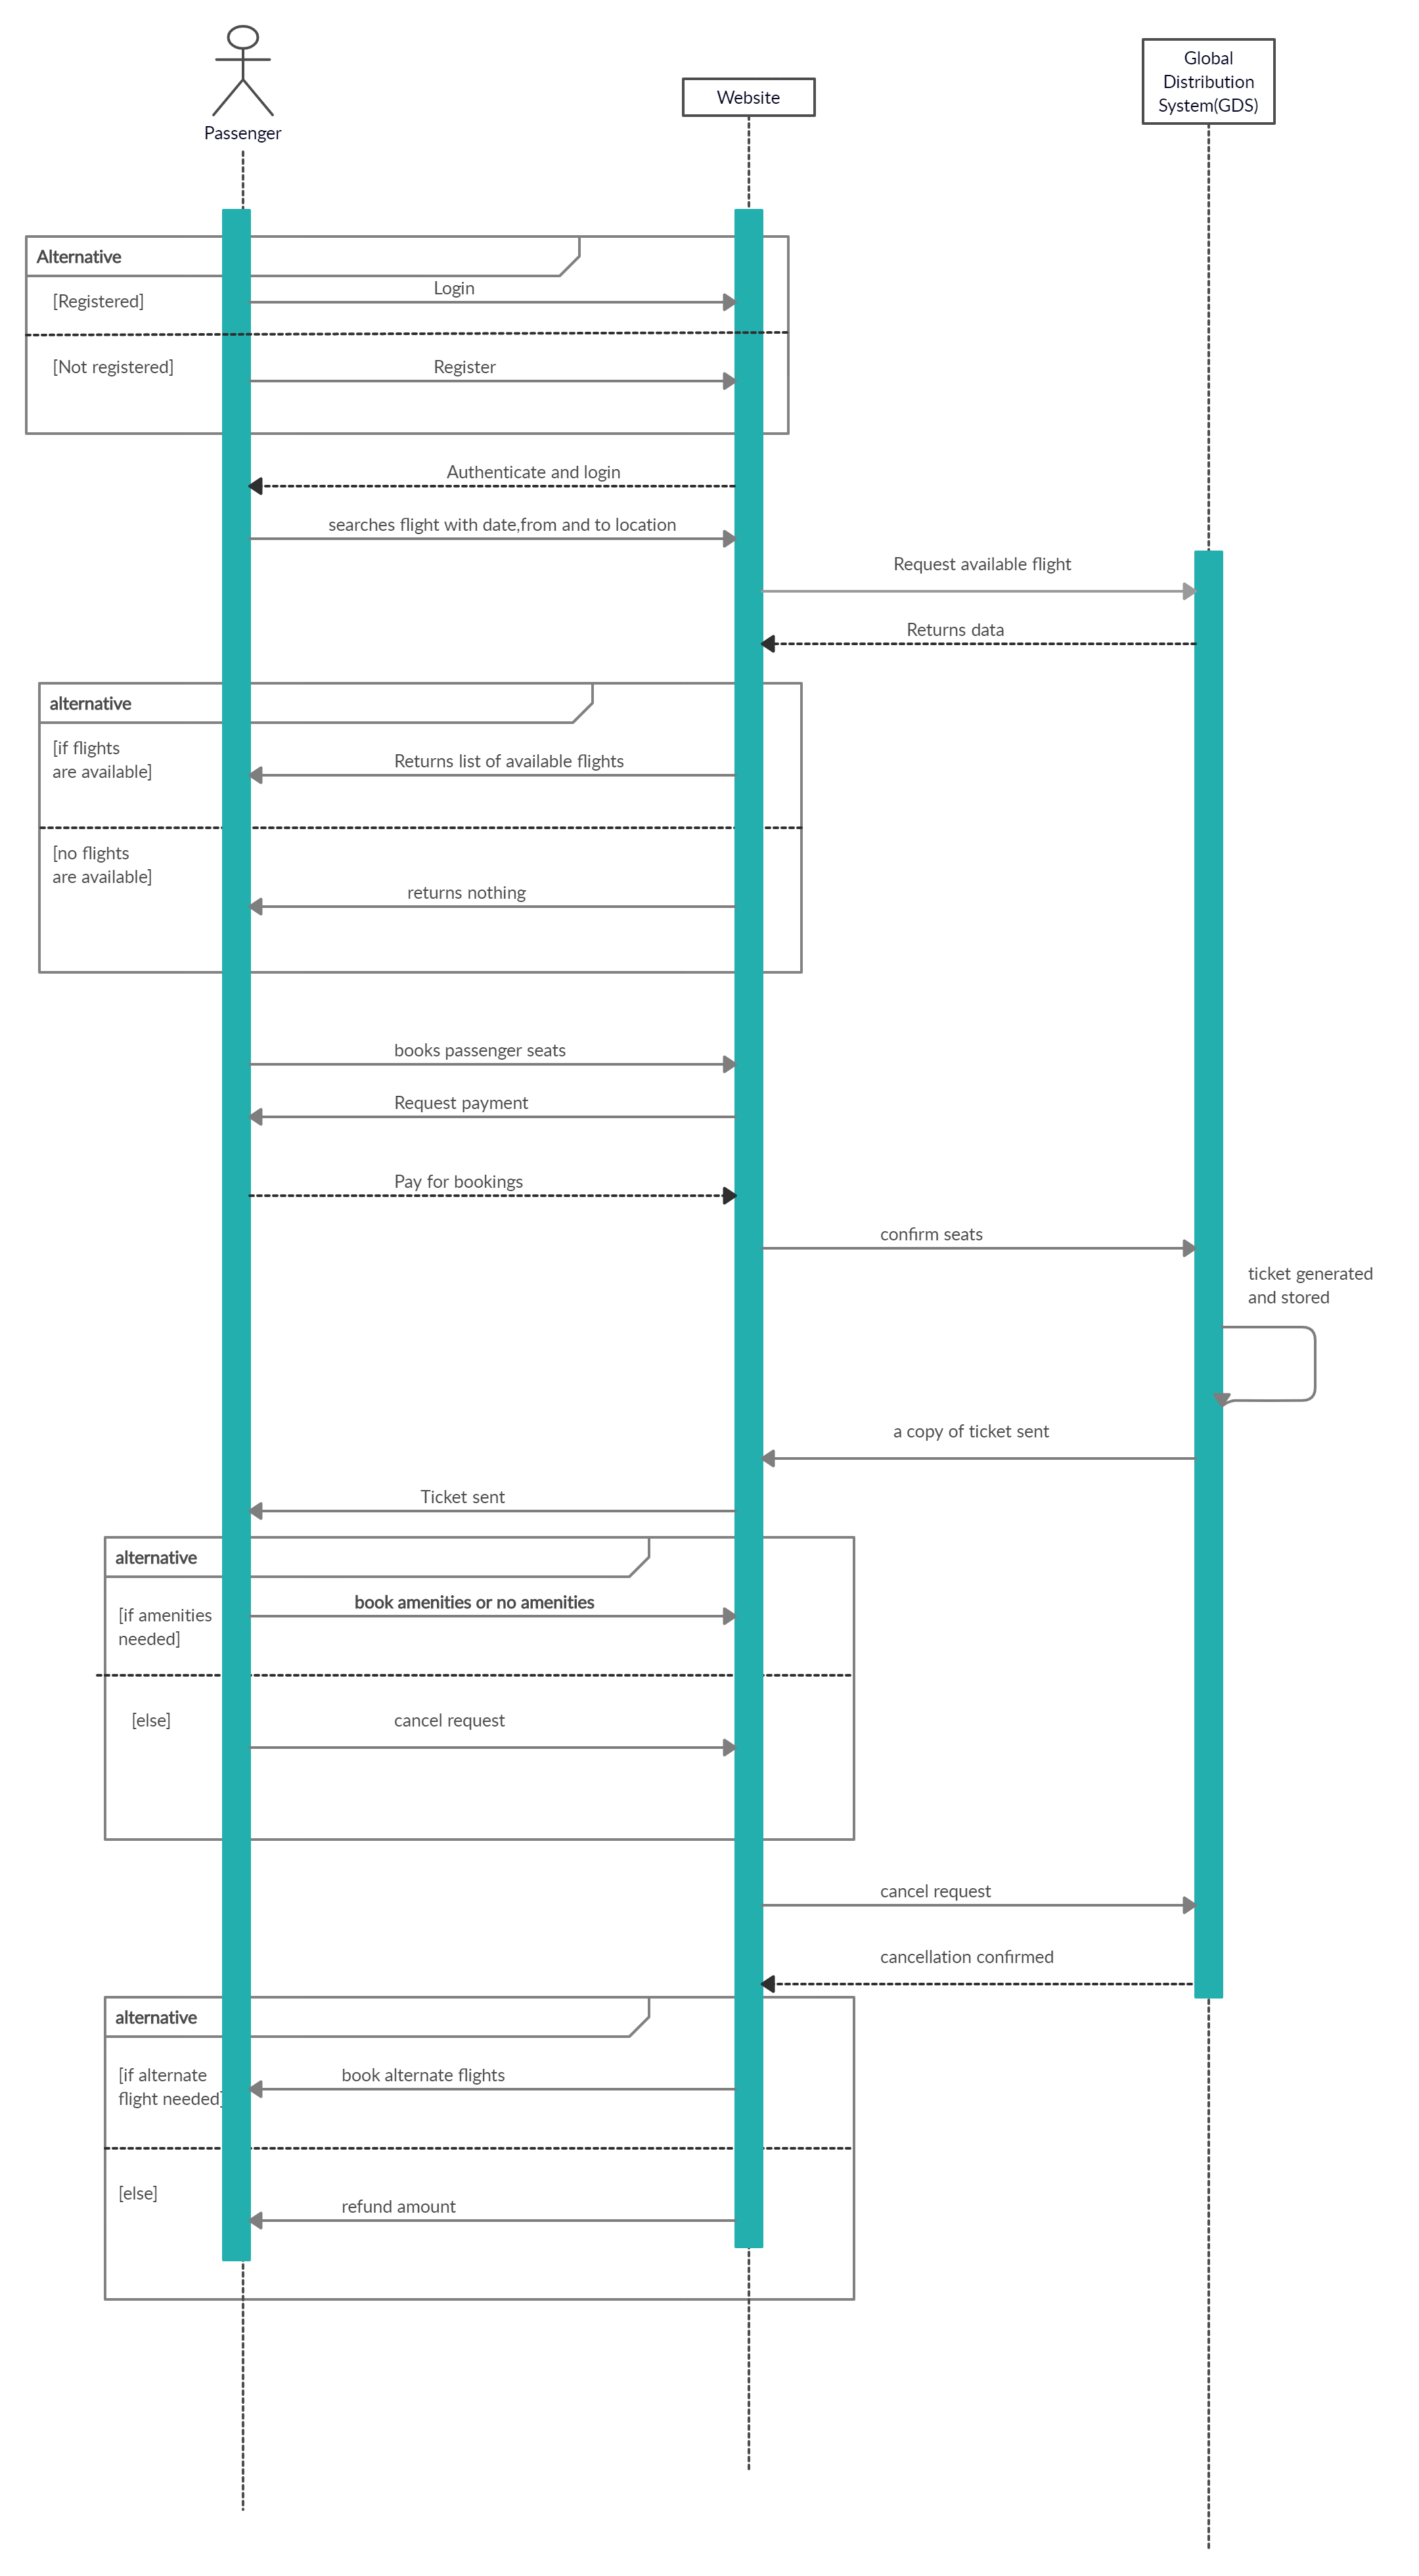 Passenger
Website
Global
Distribution
System(GDS)
Alternative
[Registered]
Login
[Not registered]
Register
Authenticate and login
searches flight with date,from and to location
Request available flight
Returns data
alternative
[if flights
are available]
Returns list of available flights
[no flights
are available]
returns nothing
books passenger seats
Request payment
Pay for bookings
confirm seats
ticket generated
and stored
a copy of ticket sent
Ticket sent
alternative
book amenities or no amenities
[if amenities
needed]
[else]
cancel request
cancel request
cancellation confirmed
alternative
[if alternate
flight needed]
book alternate flights
[else]
refund amount